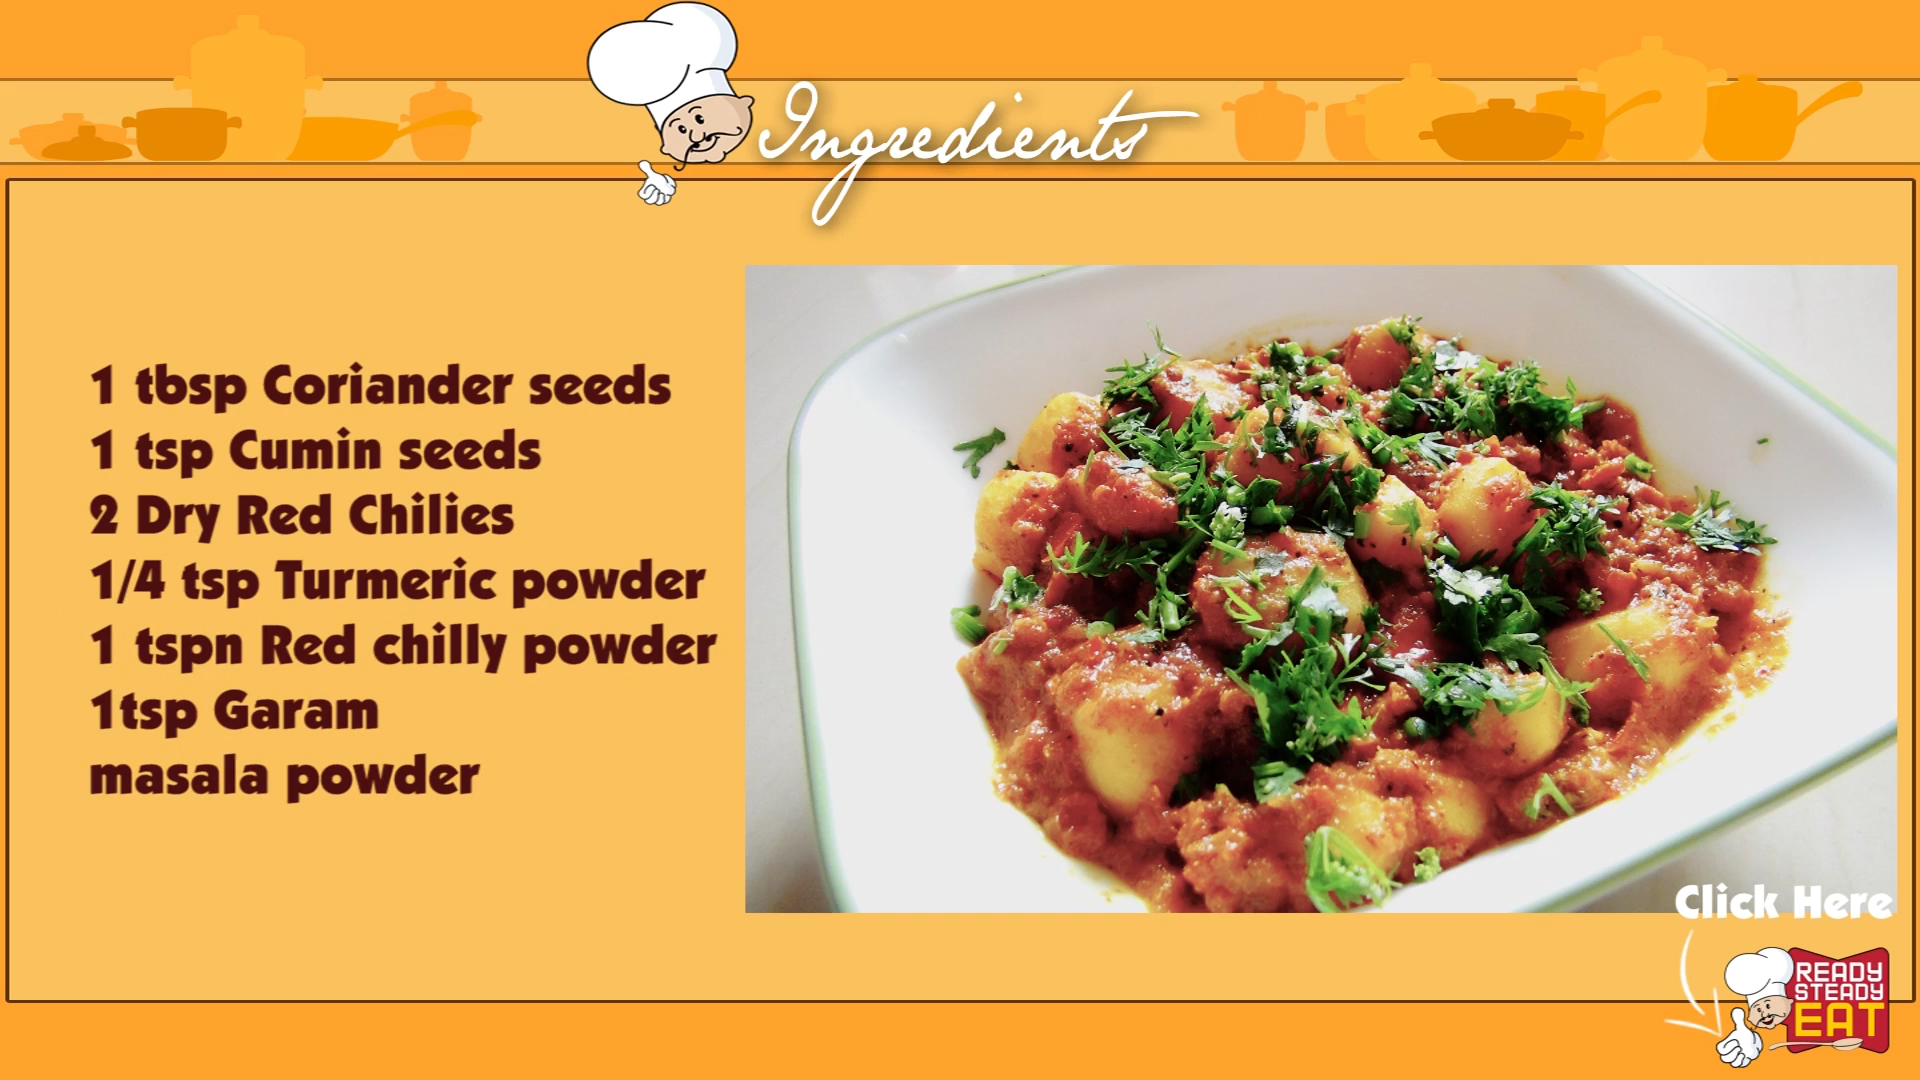 Ingredients
1 tbsp Coriander seeds
1 tsp Cumin seeds
2 Dry Red Chilies
1/4 tsp Turmeric powder
1 tspn Red chilly powder
1tsp Garam
masala powder
Click Here
READY
STEADY
EAT